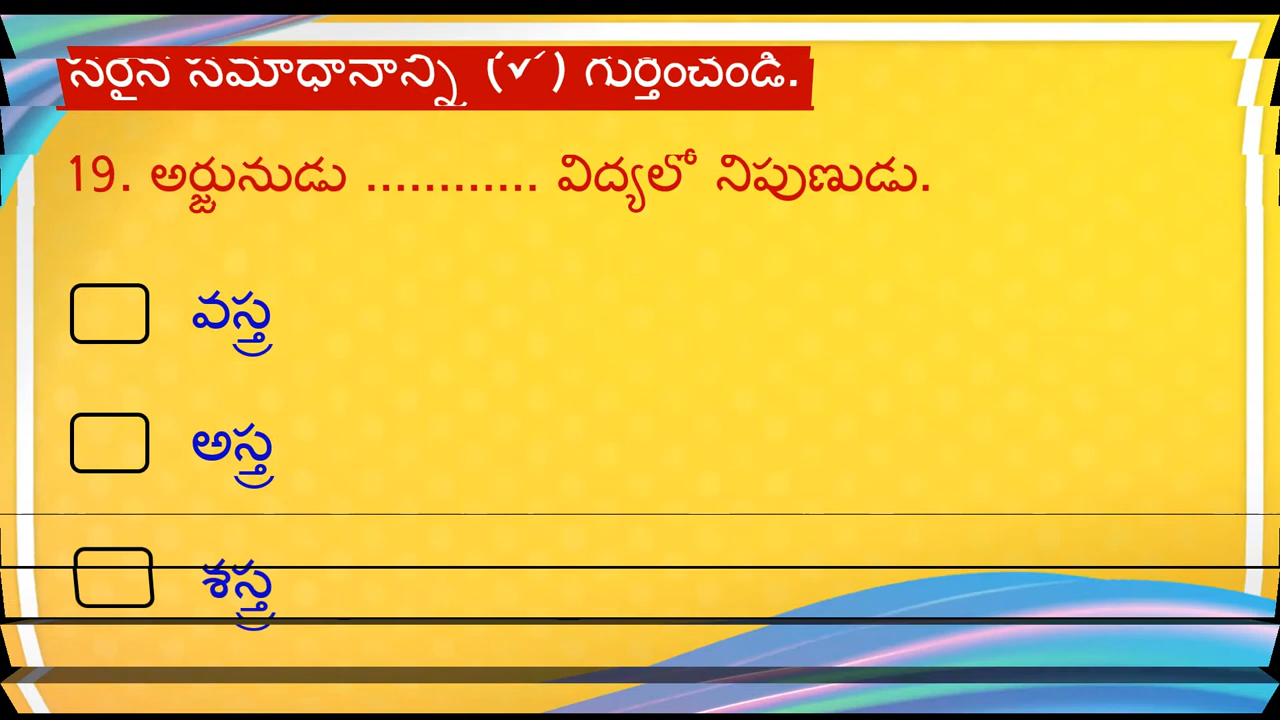 సరైన సమాధానాన్ని (✓) గుర్తించండి.
19. అర్జునుడు ............ విద్యలో నిపుణుడు.
వస్త్ర
అస్త్ర
శస్త్ర